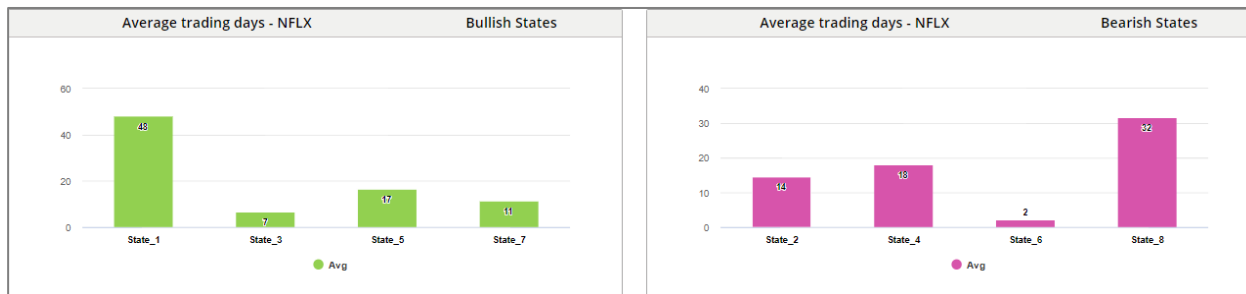 Average trading days - NFLX Bullish States
60
40
20
0
48
7
17
11
State_1 State_3 State_5 State_7
Avg
Average trading days - NFLX Bearish States
40
30
20
10
0
14
18
2
32
State_2 State_4 State_6 State_8
Avg